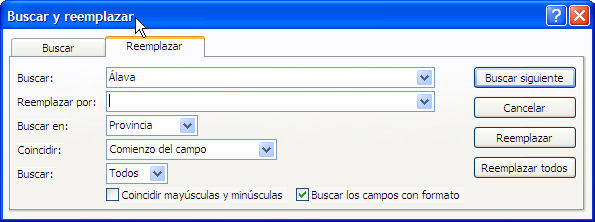 Buscar y reemplazar
Buscar
Reemplazar
Buscar: Álava
Buscar siguiente
Reemplazar por:
Cancelar
Buscar en: Provincia
Reemplazar
Coincidir: Comienzo del campo
Reemplazar todos
Buscar: Todos
Coincidir mayúsculas y minúsculas
Buscar los campos con formato